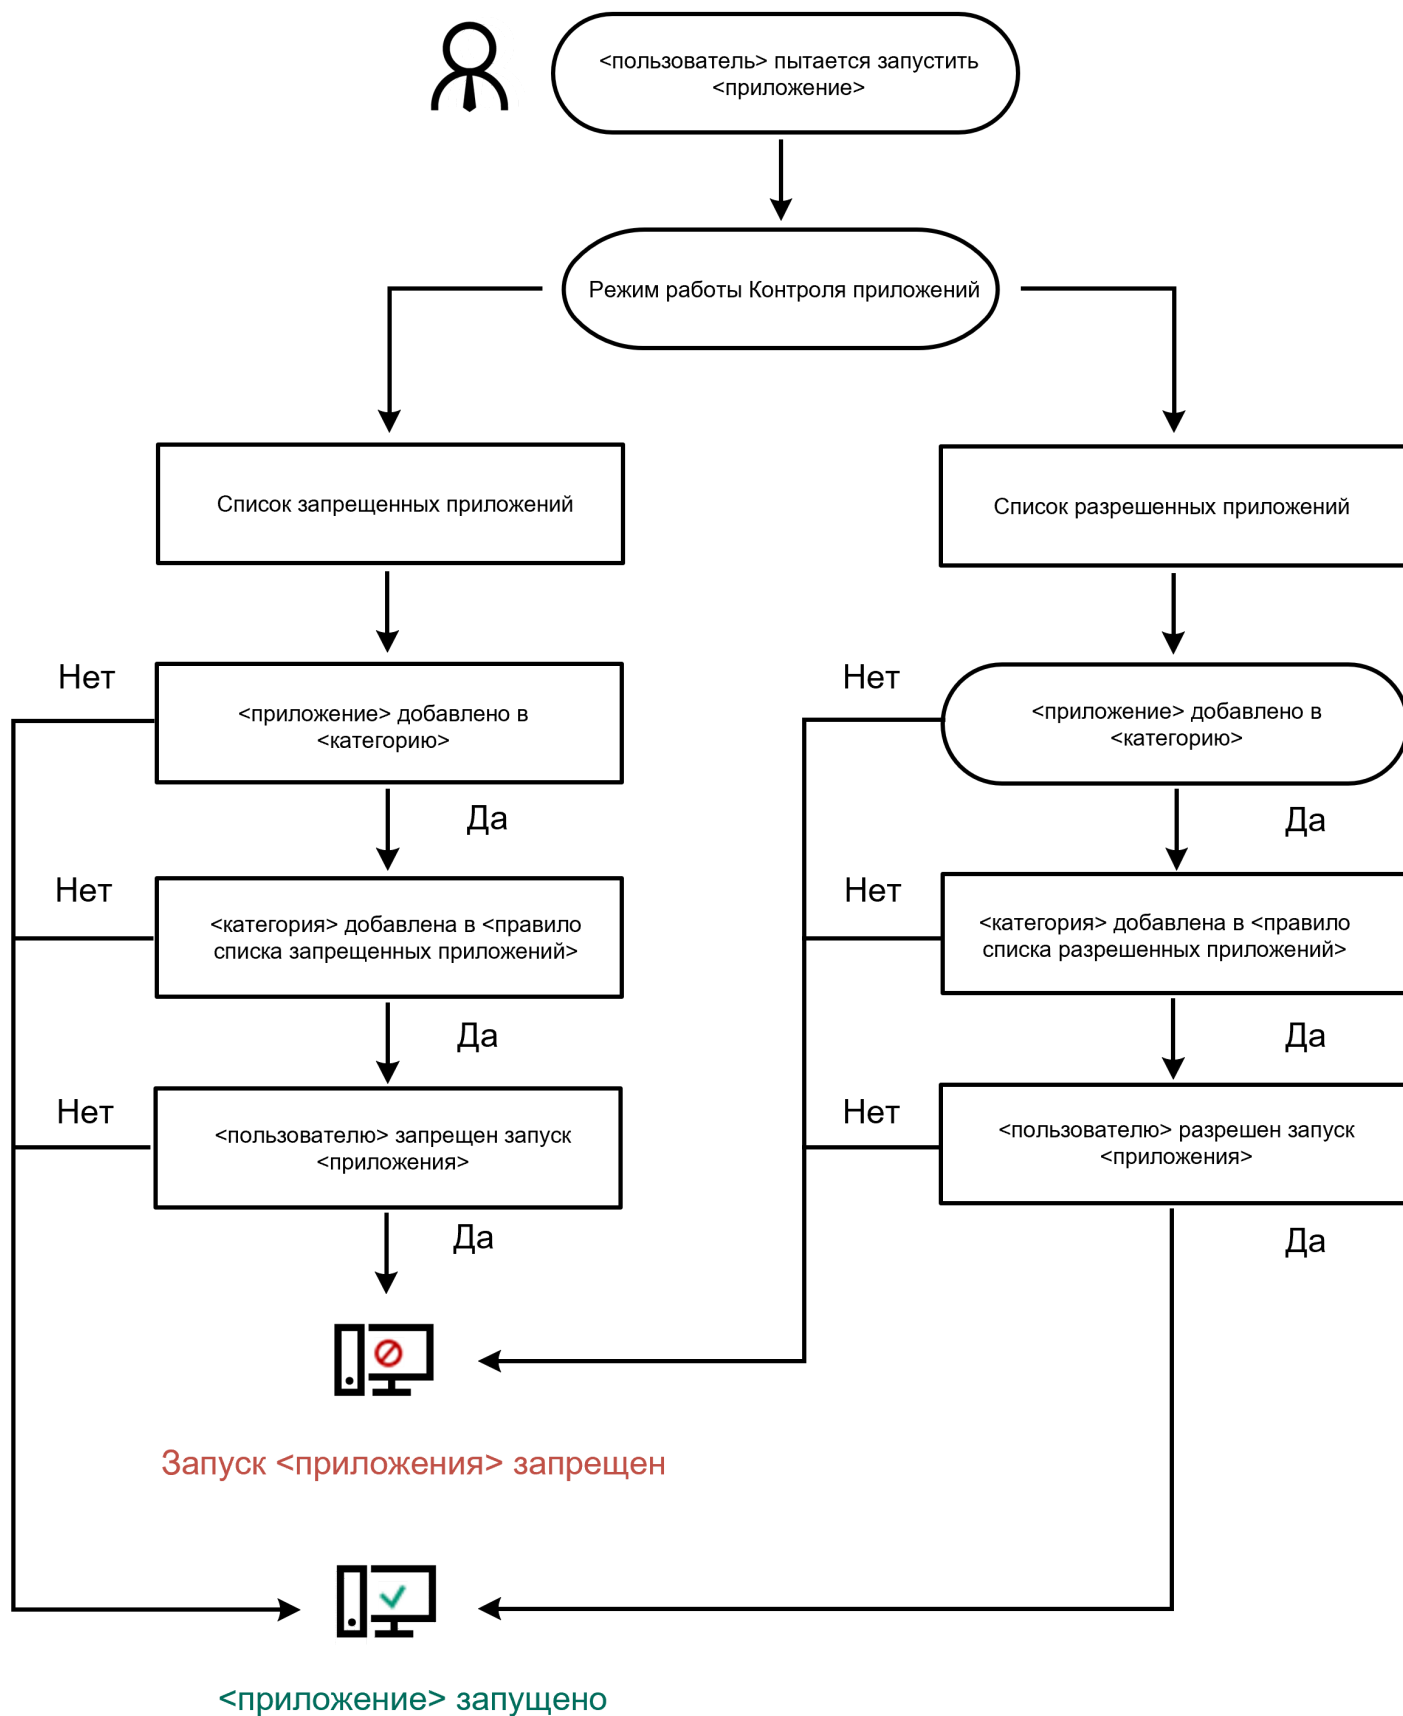 <пользователь> пытается запустить
<приложение>
Режим работы Контроля приложений
Список запрещенных приложений
Список разрешенных приложений
Нет
<приложение> добавлено в
<категорию>
Да
Нет
<категория> добавлена в <правило
списка запрещенных приложений>
Да
Нет
<пользователю> запрещен запуск
<приложения>
Да
Нет
<приложение> добавлено в
<категорию>
Да
Нет
<категория> добавлена в <правило
списка разрешенных приложений>
Да
Нет
<пользователю> разрешен запуск
<приложения>
Да
Запуск <приложения> запрещен
<приложение> запущено